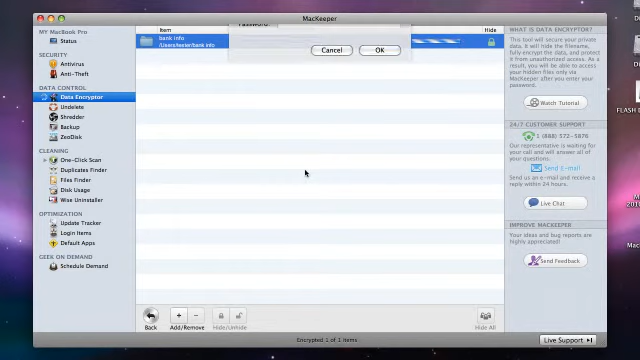 MacKeeper
MY MacBook Pro
Status
SECURITY
Antivirus
Anti-Theft
DATA CONTROL
Data Encryptor
Undelete
Shredder
Backup
ZeoDisk
CLEANING
One-Click Scan
Duplicates Finder
Files Finder
Disk Usage
Wise Uninstaller
OPTIMIZATION
Update Tracker
Login Items
Default Apps
GEEK ON DEMAND
Schedule Demand
Item
Hide
bank info
/Users/tester/bank info
Password:
Cancel
OK
Back
Add/Remove
Hide/Unhide
Hide All
Encrypted 1 of 1 items
WHAT IS DATA ENCRYPTOR?
This tool will secure your private
data. It will hide the filename,
fully encrypt the data, and protect
it from unauthorized access. As a
result, you will be able to access
your hidden files only via
MacKeeper after you enter your
password.
Watch Tutorial
24/7 CUSTOMER SUPPORT
1 (888) 572-5876
Our representative is waiting for
your call and will answer all of
your questions.
Send E-mail
Send us an e-mail and receive a
reply within 24 hours.
Live Chat
IMPROVE MACKEEPER
Your ideas and bug reports are
highly appreciated!
Send Feedback
Live Support
FLASH